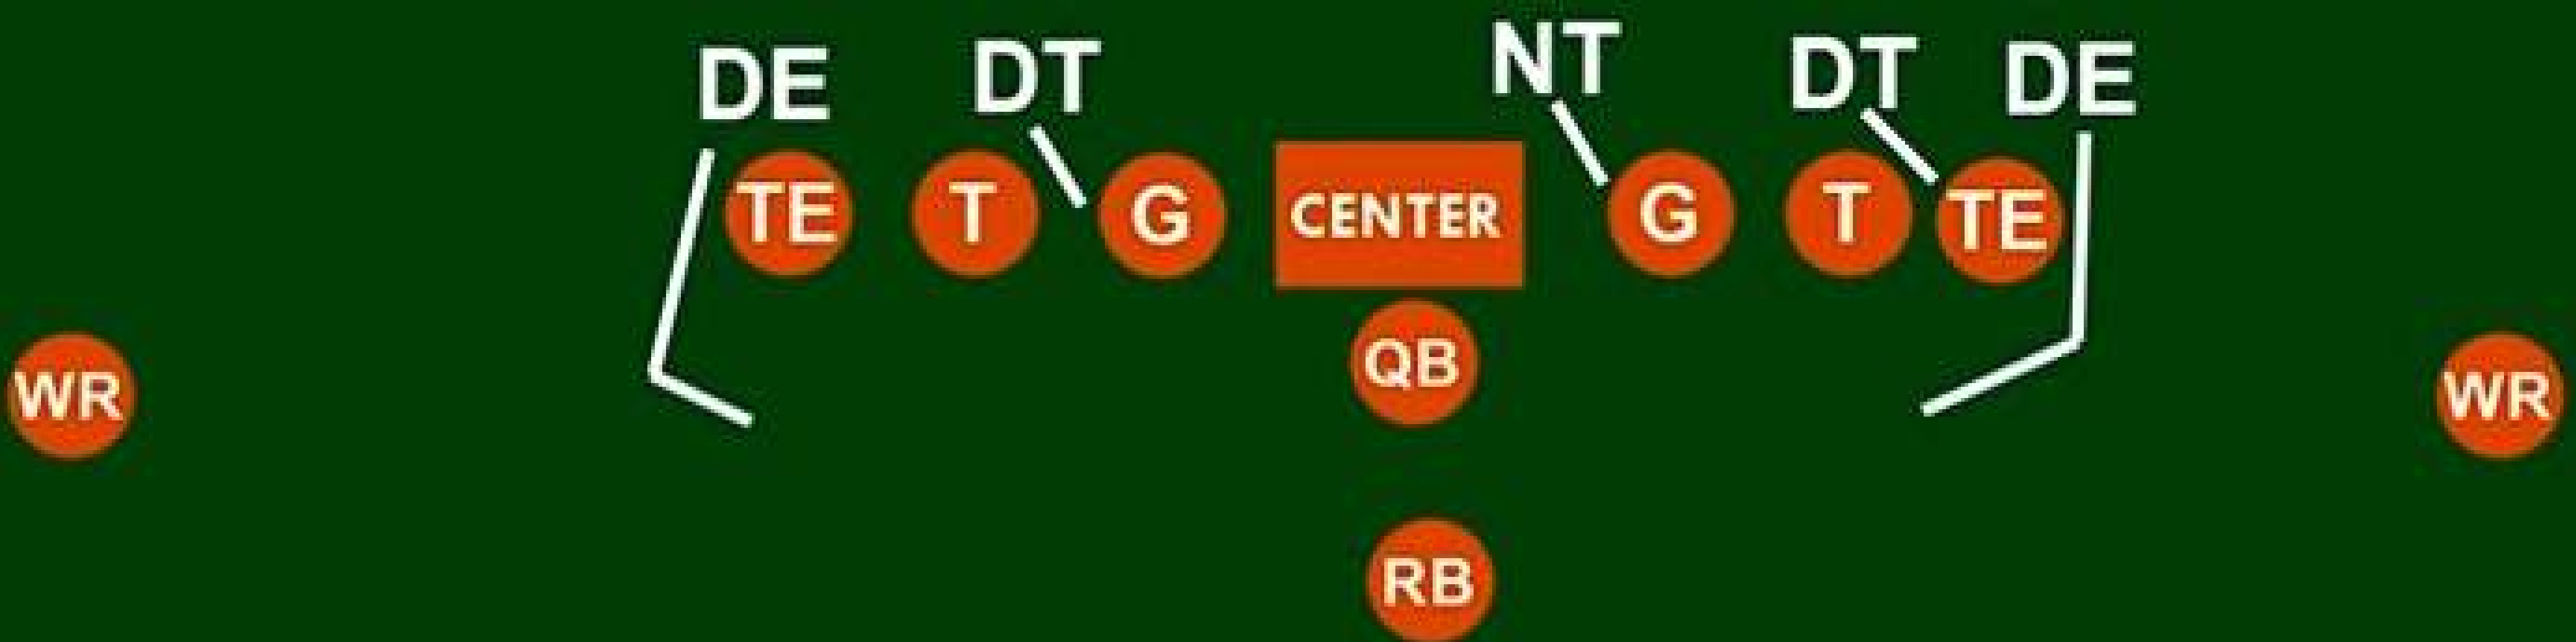 DE DT NT DT DE
TE T G CENTER G T TE
WR QB WR
RB